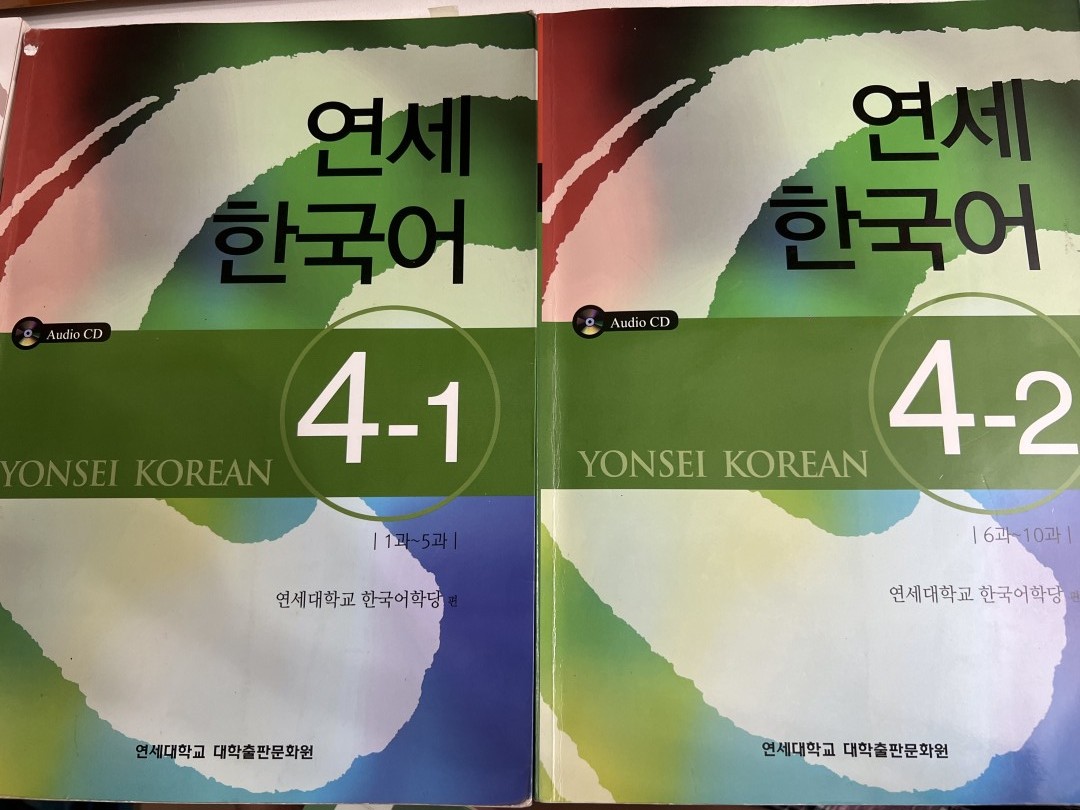 연세
한국어
Audio CD
4-1
YONSEI KOREAN
| 1과~5과 |
연세대학교 한국어학당 편
연세대학교 대학출판문화원
연세
한국어
Audio CD
4-2
YONSEI KOREAN
| 6과~10과 |
연세대학교 한국어학당 편
연세대학교 대학출판문화원